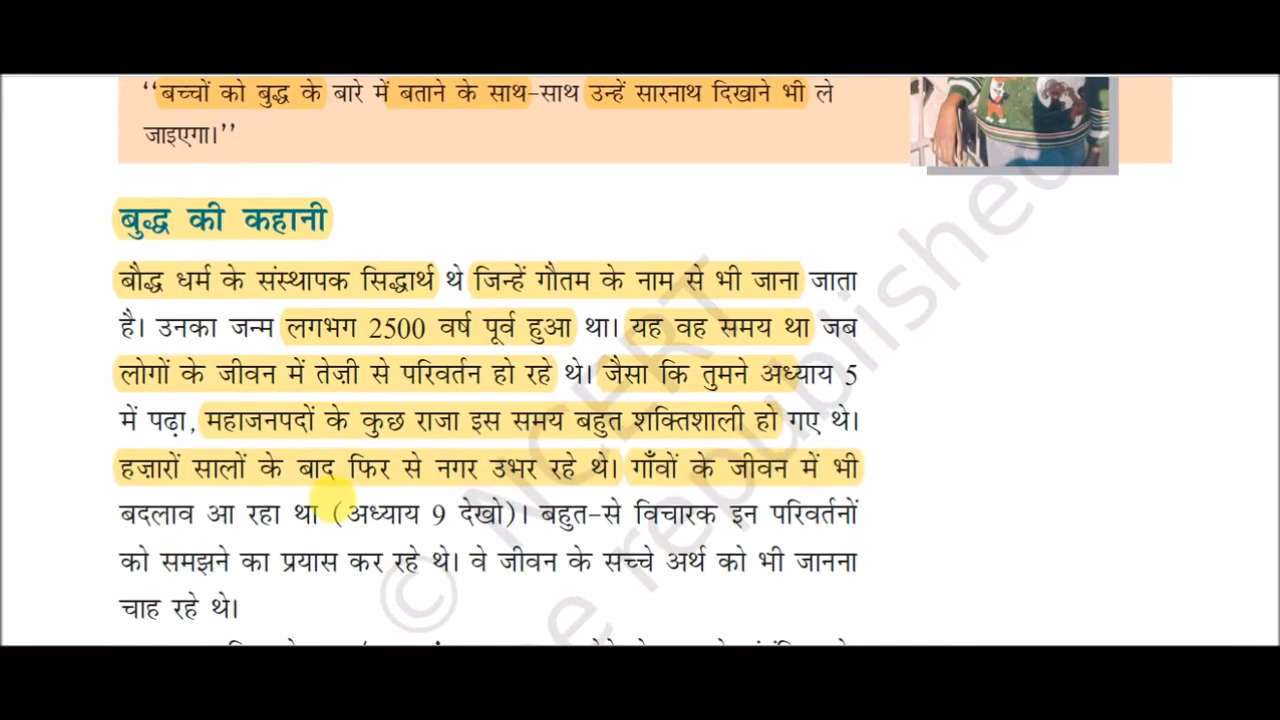 ‘‘बच्चों को बुद्ध के बारे में बताने के साथ-साथ उन्हें सारनाथ दिखाने भी ले
जाइएगा।’’
बुद्ध की कहानी
बौद्ध धर्म के संस्थापक सिद्धार्थ थे जिन्हें गौतम के नाम से भी जाना जाता
है। उनका जन्म लगभग 2500 वर्ष पूर्व हुआ था। यह वह समय था जब
लोगों के जीवन में तेज़ी से परिवर्तन हो रहे थे। जैसा कि तुमने अध्याय 5
में पढ़ा, महाजनपदों के कुछ राजा इस समय बहुत शक्तिशाली हो गए थे।
हज़ारों सालों के बाद फिर से नगर उभर रहे थे। गाँवों के जीवन में भी
बदलाव आ रहा था (अध्याय 9 देखो)। बहुत-से विचारक इन परिवर्तनों
को समझने का प्रयास कर रहे थे। वे जीवन के सच्चे अर्थ को भी जानना
चाह रहे थे।
© NCERT
be republished